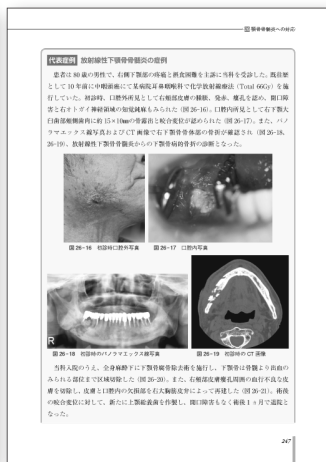 顎骨骨髄炎への対応
代表症例 放射線性下顎骨骨髄炎の症例
患者は80歳の男性で、右側下顎部の疼痛と摂食困難を主訴に当科を受診した。既往歴
として10年前に中咽頭癌にて某病院耳鼻咽喉科で化学放射線療法（Total 66Gy）を施
行していた。初診時、口腔外所見として右頬部皮膚の腫脹、発赤、瘻孔を認め、開口障
害と右オトガイ神経領域の知覚鈍麻もみられた（図26-16）。口腔内所見として右下顎大
臼歯部頰側歯肉に約15×10mmの骨露出と咬合変位が認められた（図26-17）。また、パノ
ラマエックス線写真およびCT画像で右下顎骨骨体部の骨折が確認され（図26-18、
26-19）、放射線性下顎骨骨髄炎からの下顎骨病的骨折の診断となった。
図26-16 初診時口腔外写真
図26-17 口腔内写真
R
図26-18 初診時のパノラマエックス線写真
図26-19 初診時のCT画像
当科入院のうえ、全身麻酔下に下顎骨腐骨除去術を施行し、下顎骨は骨髄より出血の
みられる部位まで区域切除した（図26-20）。また、右頬部皮膚瘻孔周囲の血行不良な皮
膚を切除し、皮膚と口腔内の欠損部を右大胸筋皮弁によって再建した（図26-21）。術後
の咬合変位に対して、新たに上顎総義歯を作製し、開口障害もなく術後1ヵ月で退院と
なった。
247